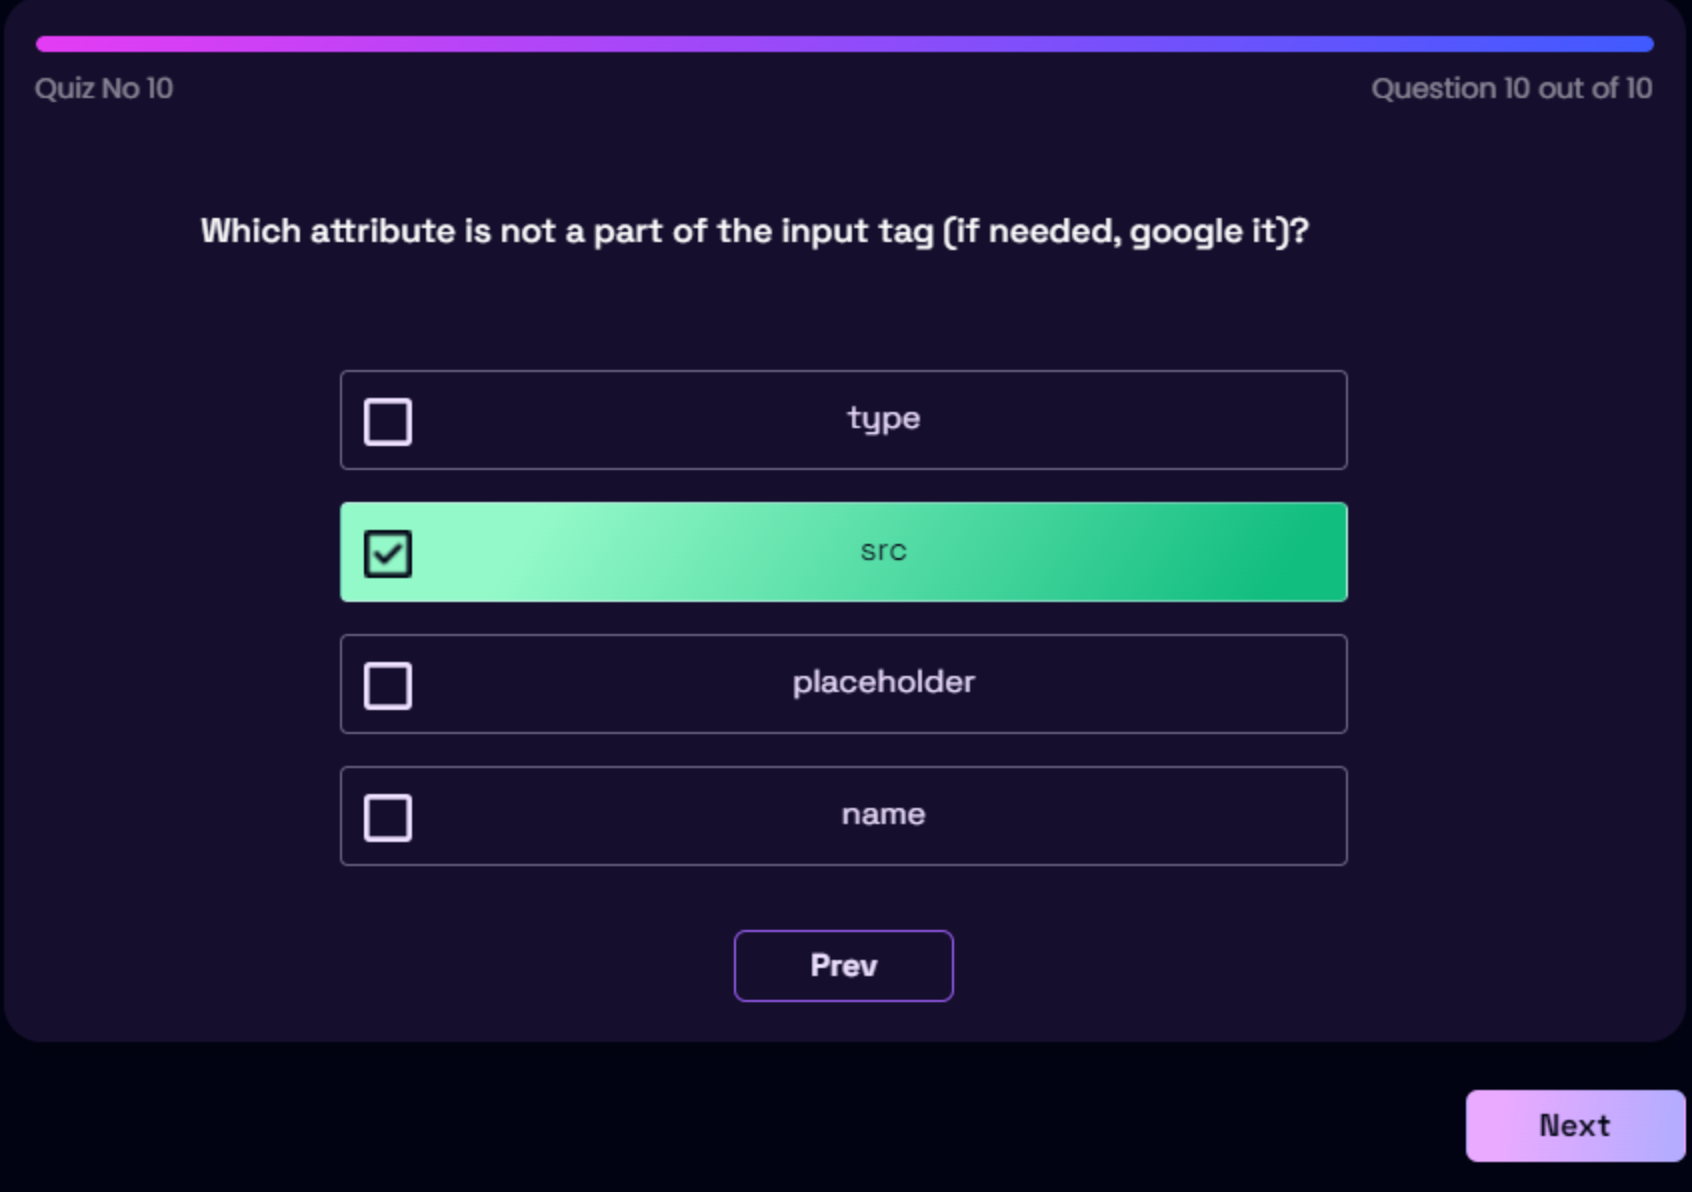 Quiz No 10
Question 10 out of 10
Which attribute is not a part of the input tag (if needed, google it)?
type
src
placeholder
name
Prev
Next